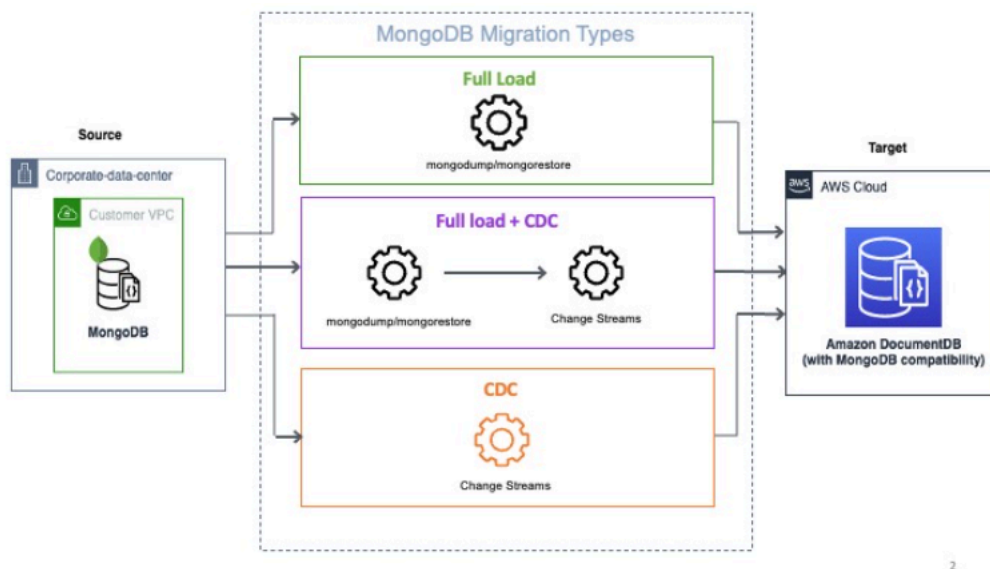 MongoDB Migration Types
Full Load
mongodump/mongorestore
Source
Corporate-data-center
Customer VPC
MongoDB
Full load + CDC
mongodump/mongorestore
Change Streams
CDC
Change Streams
Target
aws
AWS Cloud
{}
Amazon DocumentDB
(with MongoDB compatibility)
2